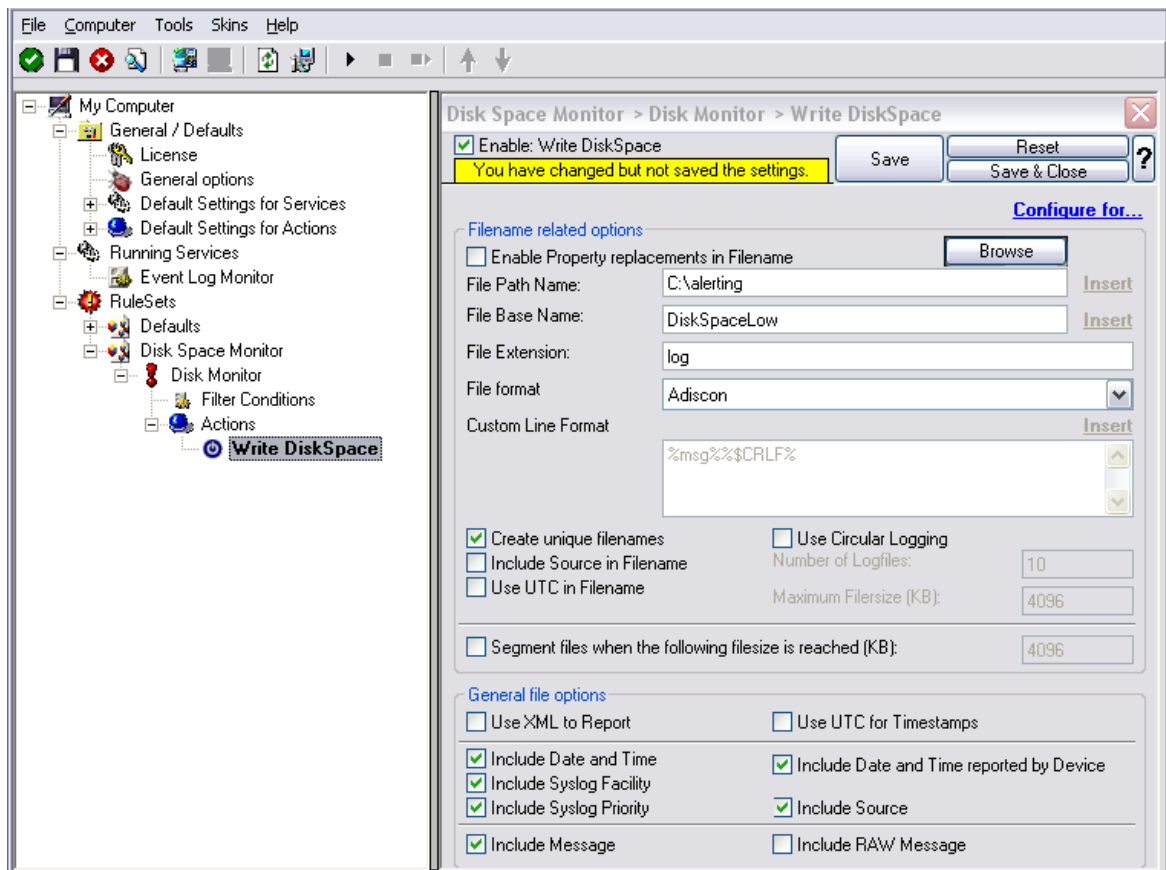 File Computer Tools Skins Help
My Computer
General / Defaults
License
General options
Default Settings for Services
Default Settings for Actions
Running Services
Event Log Monitor
RuleSets
Defaults
Disk Space Monitor
Disk Monitor
Filter Conditions
Actions
Write DiskSpace
Disk Space Monitor > Disk Monitor > Write DiskSpace
Enable: Write DiskSpace
You have changed but not saved the settings.
Save
Reset
Save & Close
?
Configure for...
Filename related options
Enable Property replacements in Filename
Browse
File Path Name: C:\alerting Insert
File Base Name: DiskSpaceLow Insert
File Extension: log
File format Adiscon
Custom Line Format Insert
%msg%%$CRLF%
Create unique filenames Use Circular Logging
Include Source in Filename Number of Logfiles: 10
Use UTC in Filename Maximum Filersize (KB): 4096
Segment files when the following filesize is reached (KB): 4096
General file options
Use XML to Report Use UTC for Timestamps
Include Date and Time Include Date and Time reported by Device
Include Syslog Facility
Include Syslog Priority Include Source
Include Message Include RAW Message